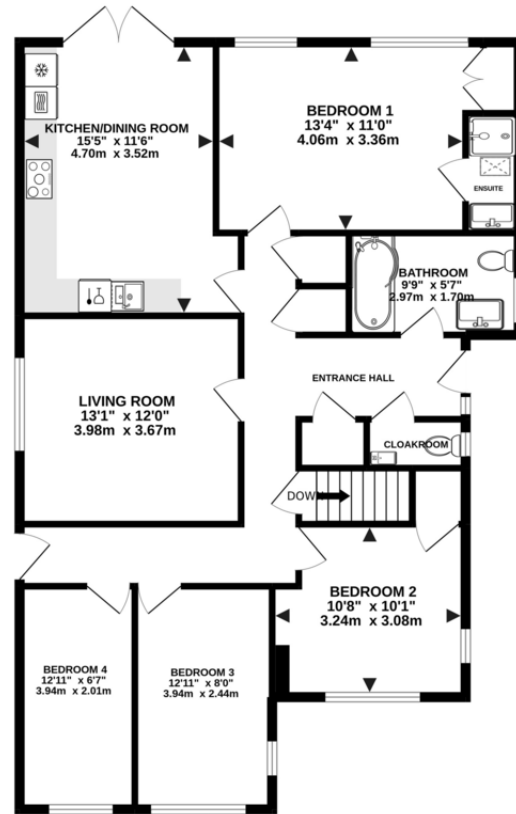 KITCHEN/DINING ROOM
15'5" x 11'6"
4.70m x 3.52m
BEDROOM 1
13'4" x 11'0"
4.06m x 3.36m
ENSUITE
BATHROOM
9'9" x 5'7"
2.97m x 1.70m
LIVING ROOM
13'1" x 12'0"
3.98m x 3.67m
ENTRANCE HALL
CLOAKROOM
DOWN
BEDROOM 2
10'8" x 10'1"
3.24m x 3.08m
BEDROOM 4
12'11" x 6'7"
3.94m x 2.01m
BEDROOM 3
12'11" x 8'0"
3.94m x 2.44m